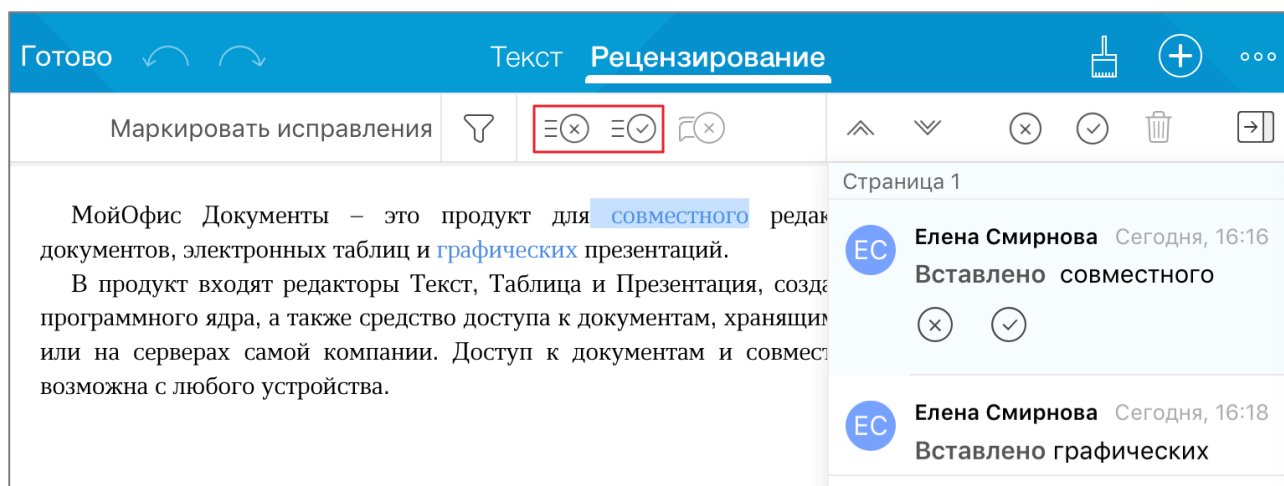 Готово Текст Рецензирование
Маркировать исправления
МойОфис Документы – это продукт для совместного редак
документов, электронных таблиц и графических презентаций.
В продукт входят редакторы Текст, Таблица и Презентация, созда
программного ядра, а также средство доступа к документам, хранящим
или на серверах самой компании. Доступ к документам и совмест
возможна с любого устройства.
Страница 1
ЕС Елена Смирнова Сегодня, 16:16
Вставлено совместного
ЕС Елена Смирнова Сегодня, 16:18
Вставлено графических